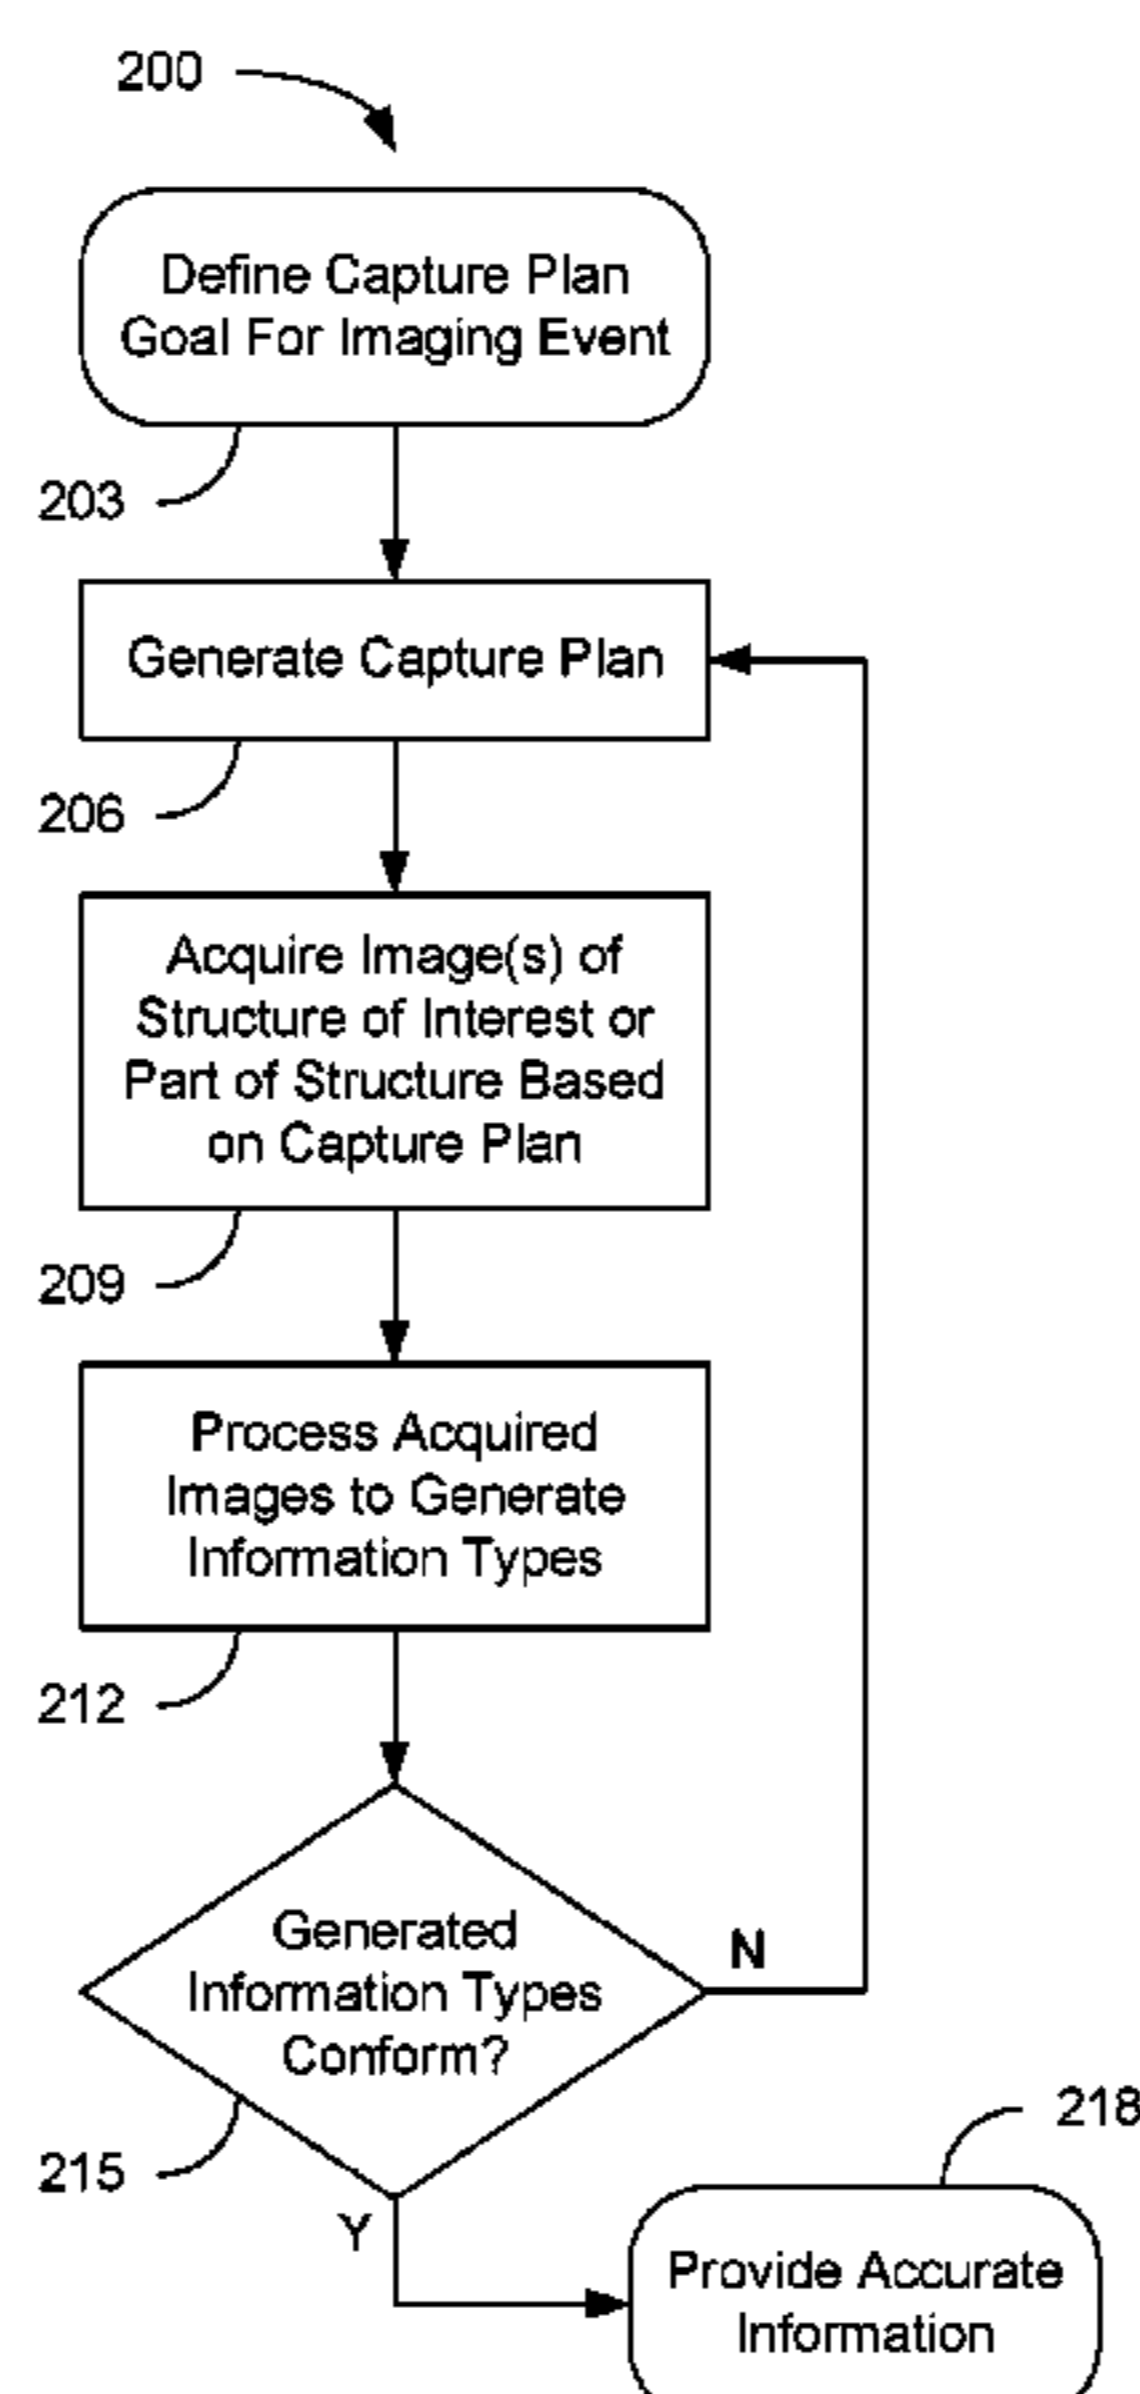 200
Define Capture Plan
Goal For Imaging Event
203
Generate Capture Plan
206
Acquire Image(s) of
Structure of Interest or
Part of Structure Based
on Capture Plan
209
Process Acquired
Images to Generate
Information Types
212
Generated
Information Types
Conform?
N
215
Y
218
Provide Accurate
Information